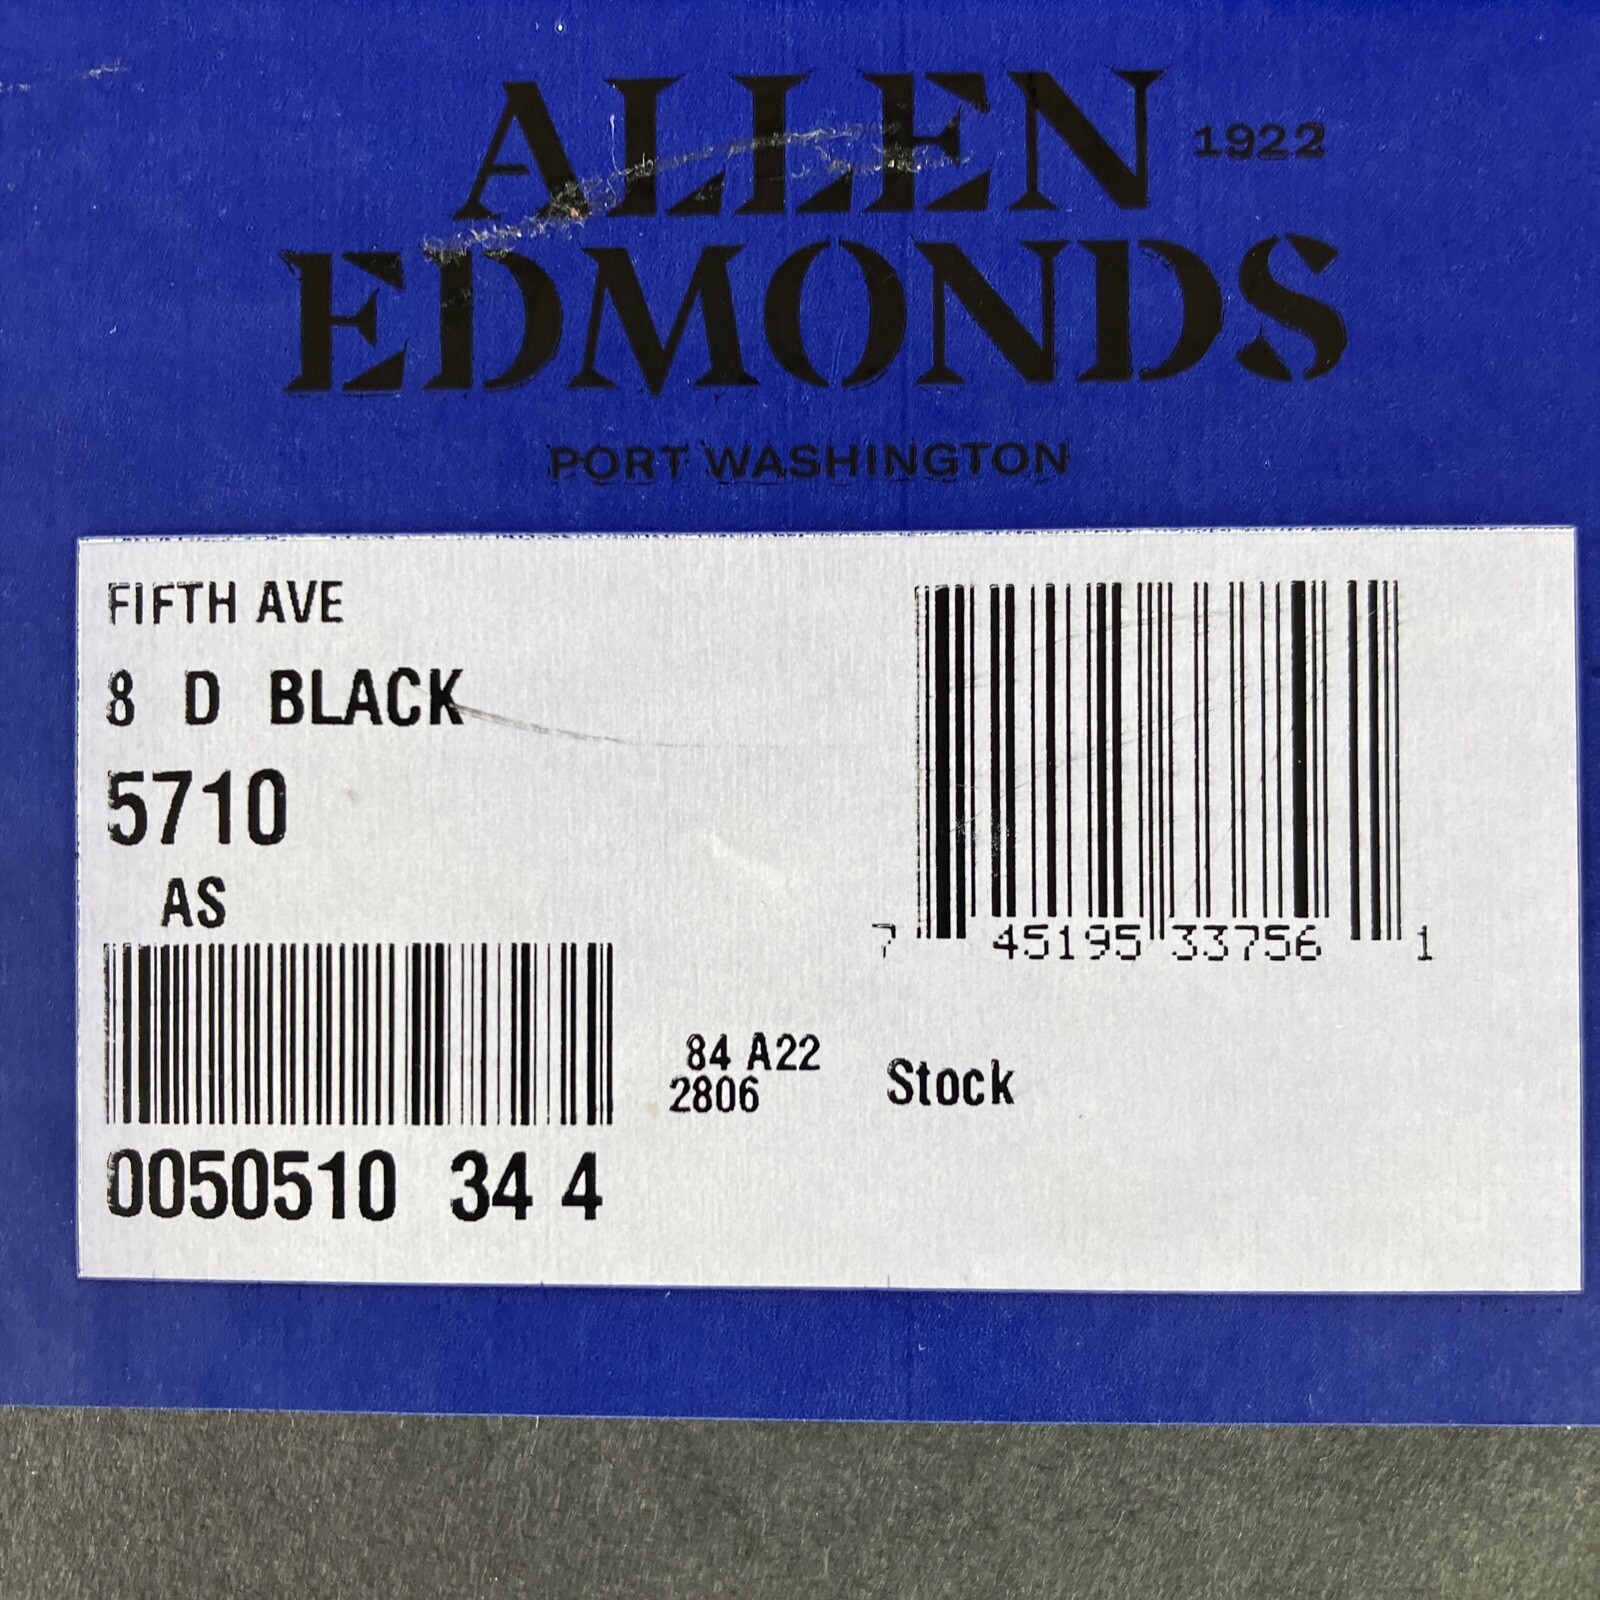 ALLEN 1922
EDMONDS
PORT WASHINGTON
FIFTH AVE
8 D BLACK
5710
AS
7 45195 33756 1
84 A22
2806
Stock
0050510 34 4